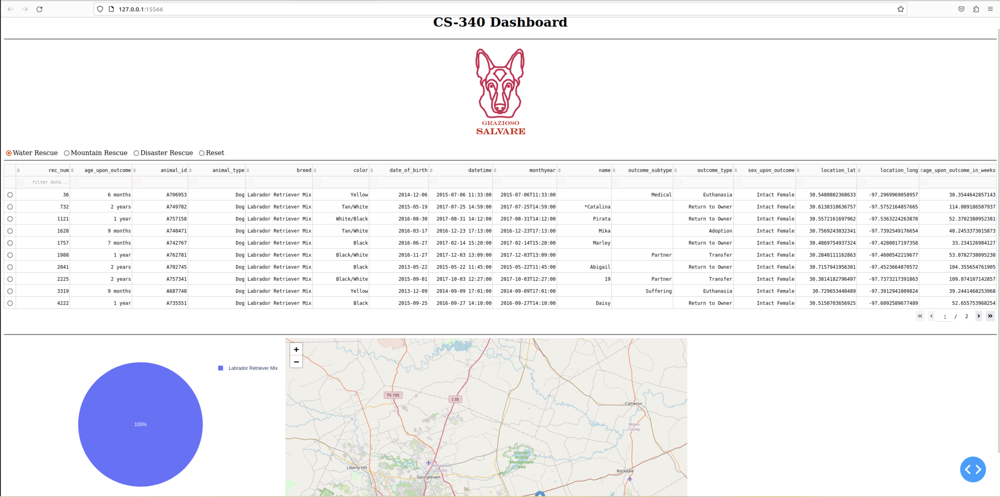 127.0.0.1:15566
CS-340 Dashboard
GRAZIOSO
SALVARE
Water Rescue Mountain Rescue Disaster Rescue Reset
rec_num age_upon_outcome animal_id animal_type breed color date_of_birth datetime monthyear name outcome_subtype outcome_type sex_upon_outcome location_lat location_long age_upon_outcome_in_weeks
filter data...
36 6 months A706953 Dog Labrador Retriever Mix Yellow 2014-12-06 2015-07-06 11:33:00 2015-07-06T11:33:00 Medical Euthanasia Intact Female 30.5480802368633 -97.2969969058957 30.3544642857143
732 2 years A749782 Dog Labrador Retriever Mix Tan/White 2015-05-19 2017-07-25 14:59:00 2017-07-25T14:59:00 *Catalina Return to Owner Intact Female 30.6138310636757 -97.5752164857665 114.089186507937
1121 1 year A757158 Dog Labrador Retriever Mix White/Black 2016-08-30 2017-08-31 14:12:00 2017-08-31T14:12:00 Pirata Return to Owner Intact Female 30.5572161697962 -97.5363224263878 52.3702380952381
1628 9 months A740471 Dog Labrador Retriever Mix Tan/White 2016-03-17 2016-12-23 17:13:00 2016-12-23T17:13:00 Mika Adoption Intact Female 30.7569243032341 -97.7392549176654 40.2453373015873
1757 7 months A742767 Dog Labrador Retriever Mix Black 2016-06-27 2017-02-14 15:20:00 2017-02-14T15:20:00 Marley Return to Owner Intact Female 30.4869754937324 -97.4280017197358 33.234126984127
1988 1 year A762781 Dog Labrador Retriever Mix Black/White 2016-11-27 2017-12-03 13:09:00 2017-12-03T13:09:00 Partner Transfer Intact Female 30.2840111162863 -97.4600542219677 53.0782738095238
2041 2 years A702745 Dog Labrador Retriever Mix Black 2013-05-22 2015-05-22 11:45:00 2015-05-22T11:45:00 Abigail Return to Owner Intact Female 30.7157941956301 -97.4523664870572 104.355654761905
2225 2 years A757341 Dog Labrador Retriever Mix Black/White 2015-09-01 2017-10-03 12:27:00 2017-10-03T12:27:00 19 Partner Transfer Intact Female 30.3814182796497 -97.7373217391863 109.074107142857
3319 9 months A687748 Dog Labrador Retriever Mix Yellow 2013-12-09 2014-09-09 17:01:00 2014-09-09T17:01:00 Suffering Euthanasia Intact Female 30.729653440489 -97.3912941009824 39.2441468253968
4222 1 year A735551 Dog Labrador Retriever Mix Black 2015-09-25 2016-09-27 14:10:00 2016-09-27T14:10:00 Daisy Return to Owner Intact Female 30.5150703656925 -97.6092589677489 52.655753968254
1 / 2
Labrador Retriever Mix
100%
+
−
TX 195
I 35
Cameron
Milam
County
Granger
Wildlife
Management
Area
Williamson
County
Liberty Hill
Georgetown
Rockdale